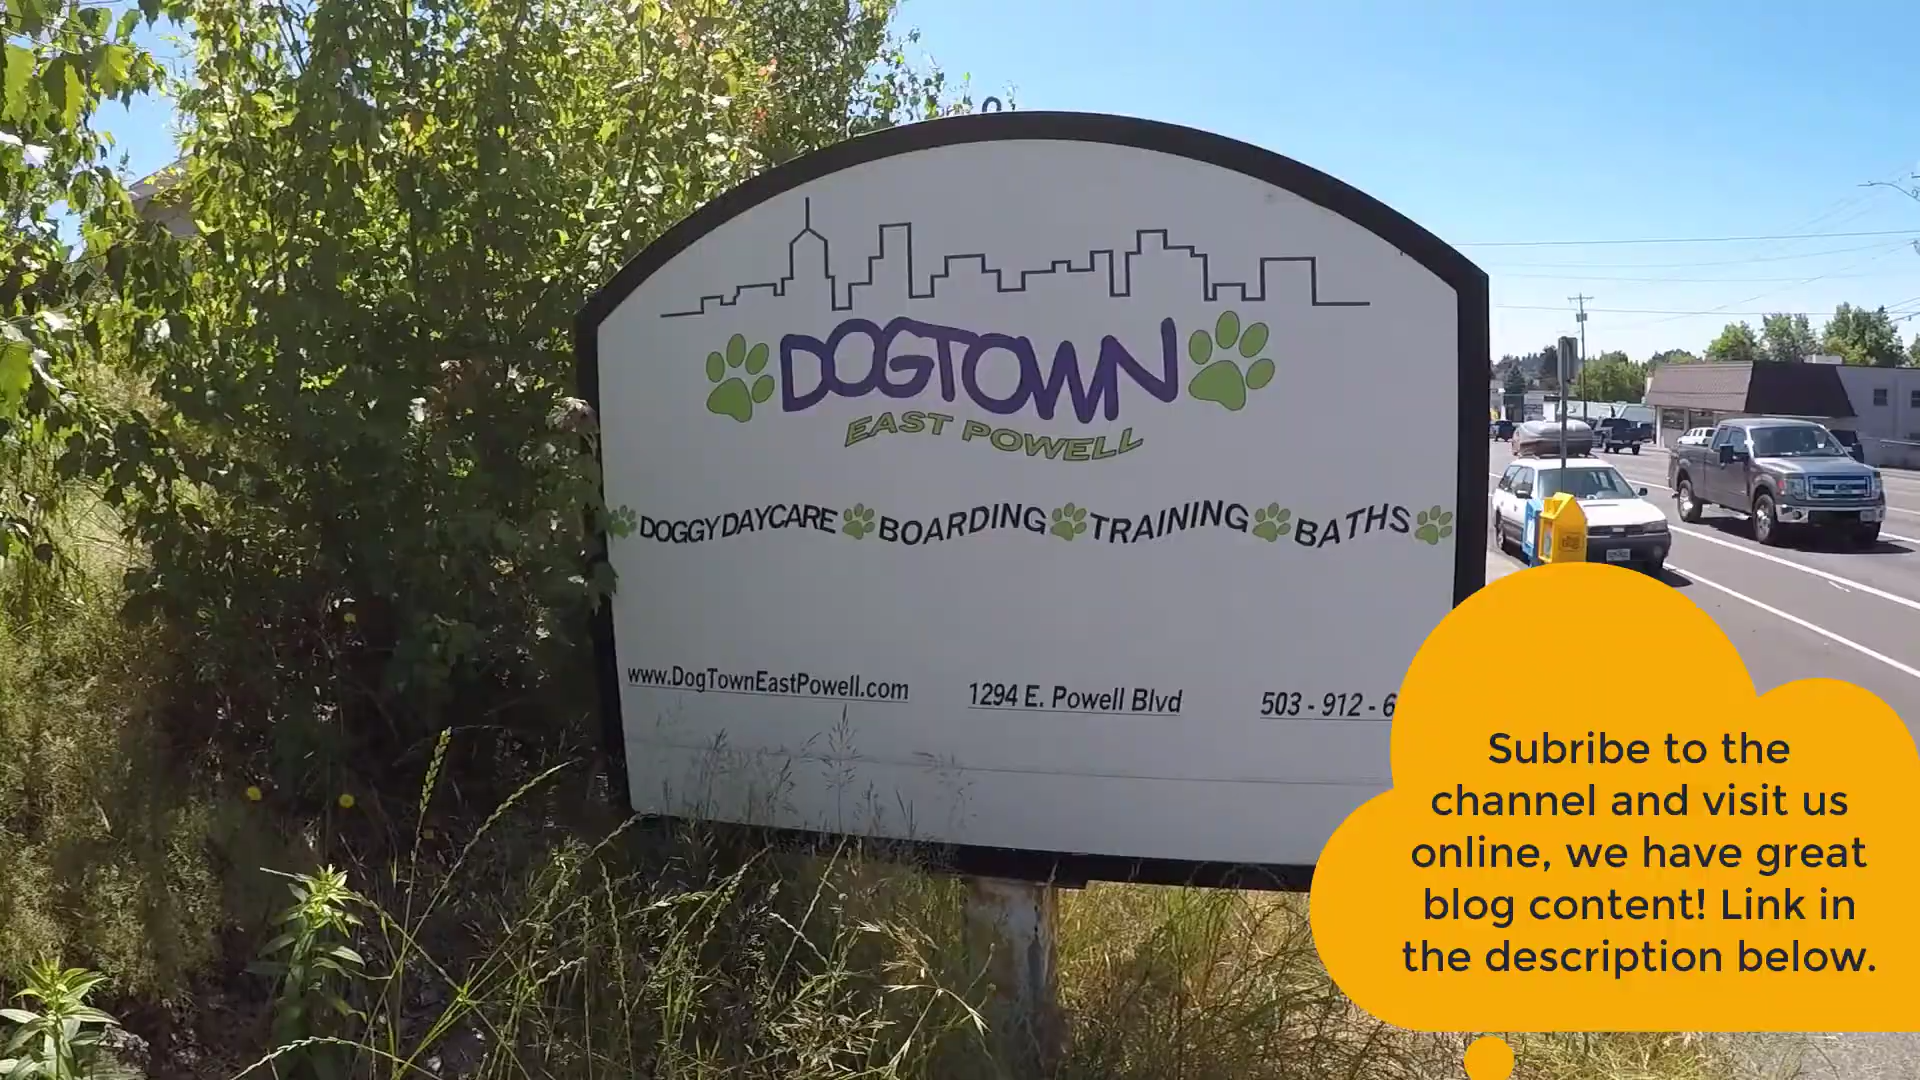 DOGTOWN
EAST POWELL
DOGGY DAYCARE BOARDING TRAINING BATHS
www.DogTownEastPowell.com 1294 E. Powell Blvd 503 - 912 - 6
Subribe to the
channel and visit us
online, we have great
blog content! Link in
the description below.